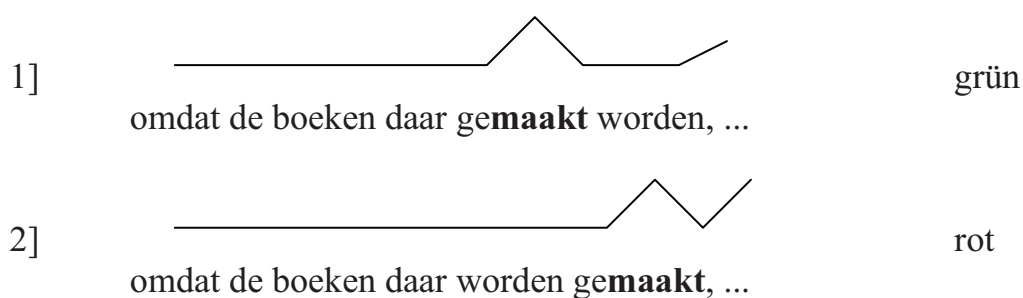 1] grün
omdat de boeken daar gemaakt worden, ...
2] rot
omdat de boeken daar worden gemaakt, ...